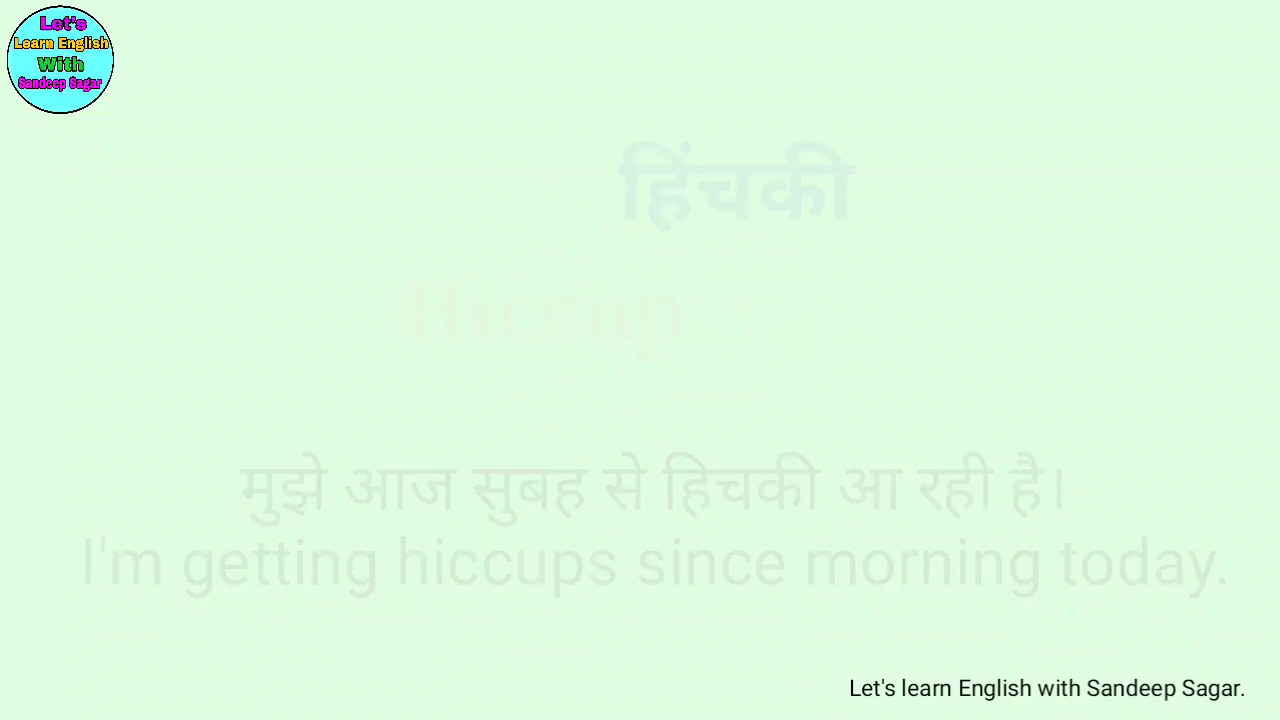 Let's
Learn English
With
Sandeep Sagar
हिंचकी
Hiccup
मुझे आज सुबह से हिचकी आ रही है।
I'm getting hiccups since morning today.
Let's learn English with Sandeep Sagar.